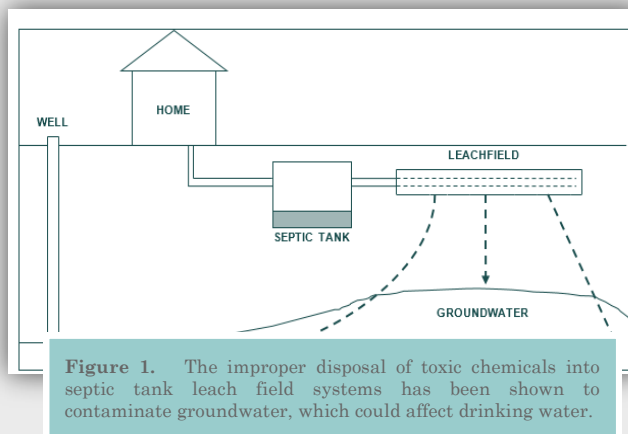 HOME
WELL
LEACHFIELD
SEPTIC TANK
GROUNDWATER
Figure 1. The improper disposal of toxic chemicals into
septic tank leach field systems has been shown to
contaminate groundwater, which could affect drinking water.